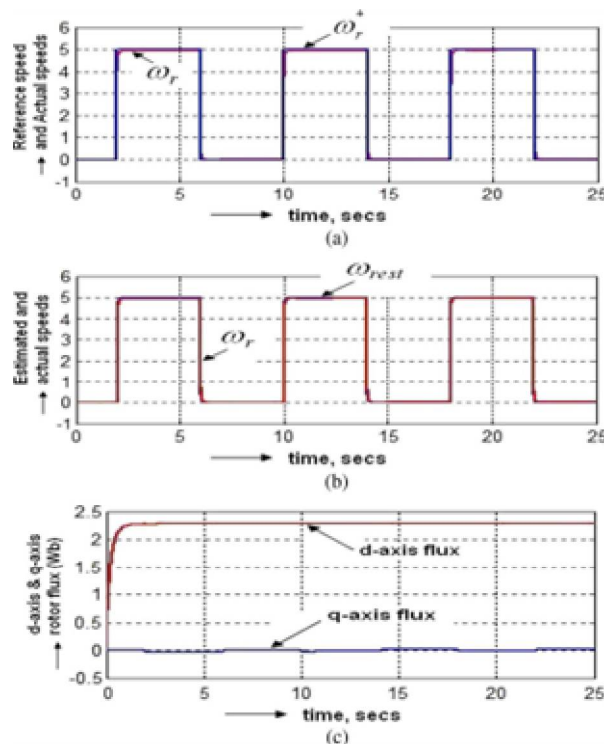 6
5
4
3
2
1
0
-1
Reference speed
and Actual speeds
ω_r
ω_r^*
0 5 10 15 20 25
time, secs
(a)
6
5
4
3
2
1
0
-1
Estimated and
actual speeds
ω_rest
ω_r
0 5 10 15 20 25
time, secs
(b)
2.5
2
1.5
1
0.5
0
-0.5
d-axis & q-axis
rotor flux (Wb)
d-axis flux
q-axis flux
0 5 10 15 20 25
time, secs
(c)